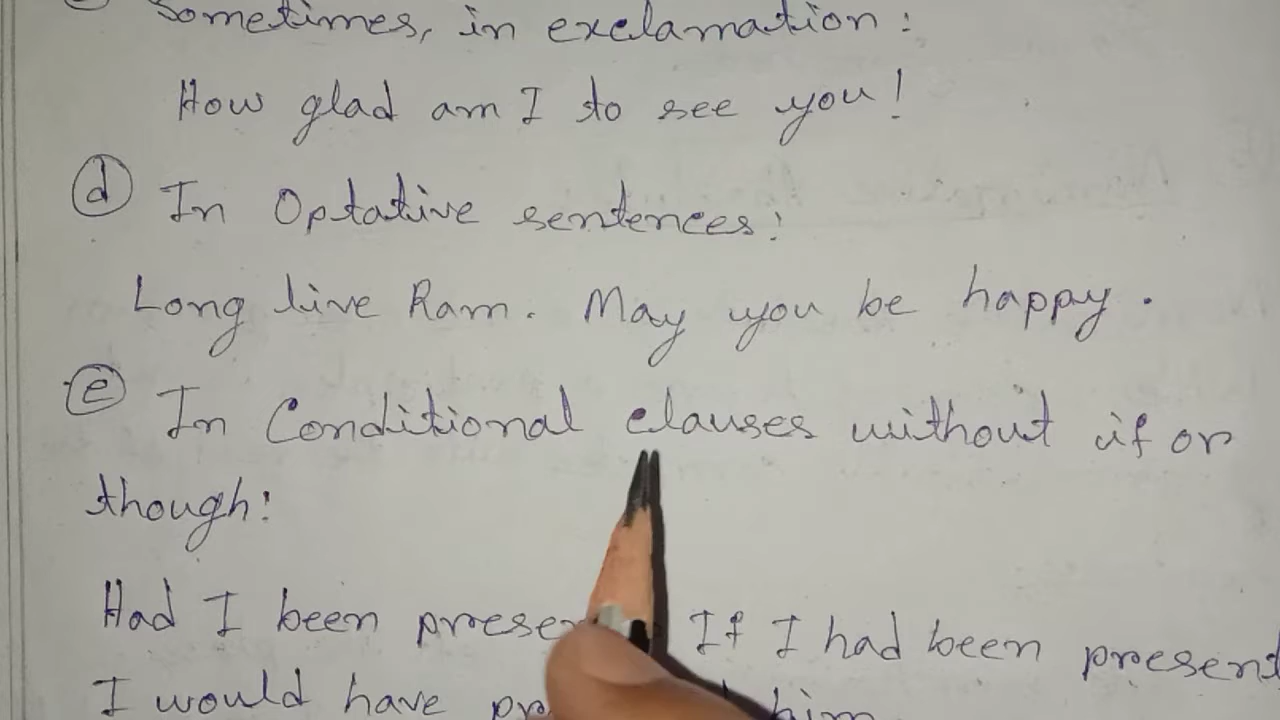 Sometimes, in exclamation:
How glad am I to see you!
(d) In Optative sentences:
Long live Ram. May you be happy.
(e) In Conditional clauses without if or
though:
Had I been If I had been present
I would have him